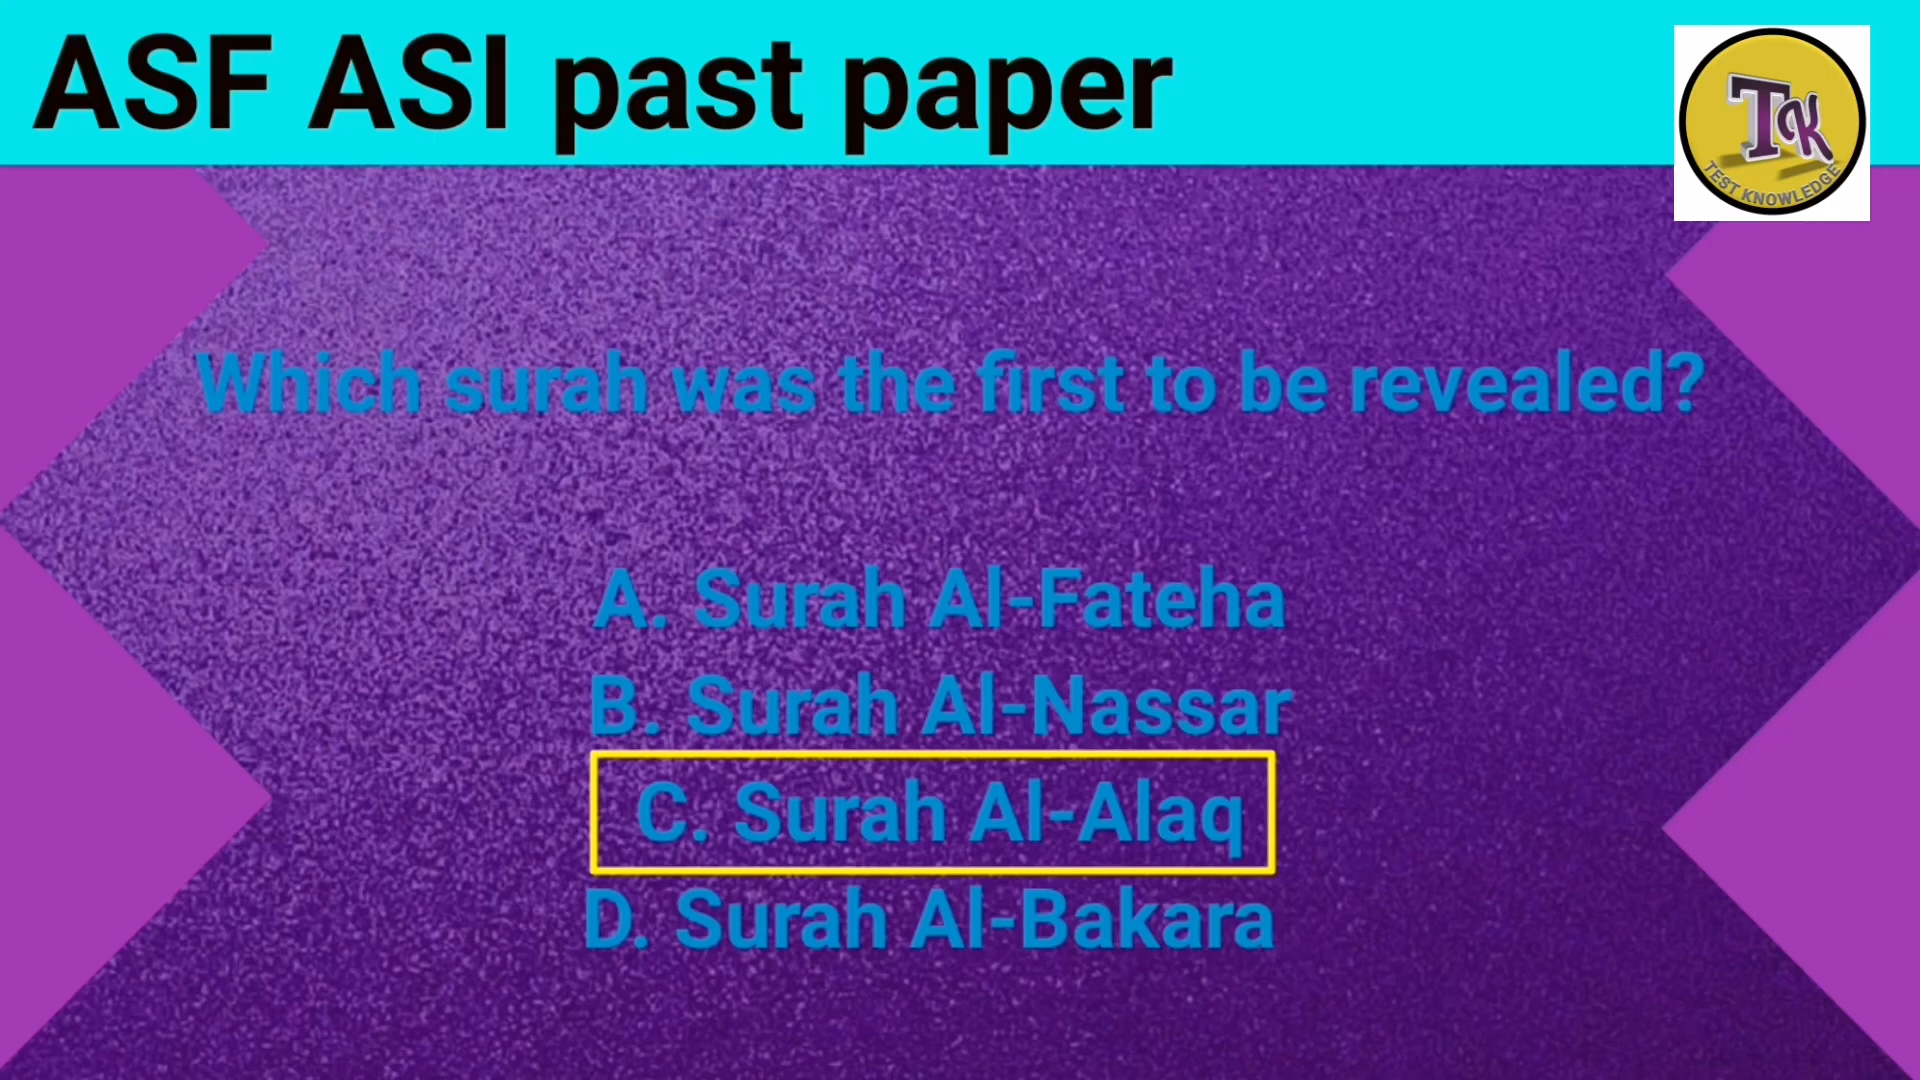 ASF ASI past paper
TK
TEST KNOWLEDGE
Which surah was the first to be revealed?
A. Surah Al-Fateha
B. Surah Al-Nassar
C. Surah Al-Alaq
D. Surah Al-Bakara